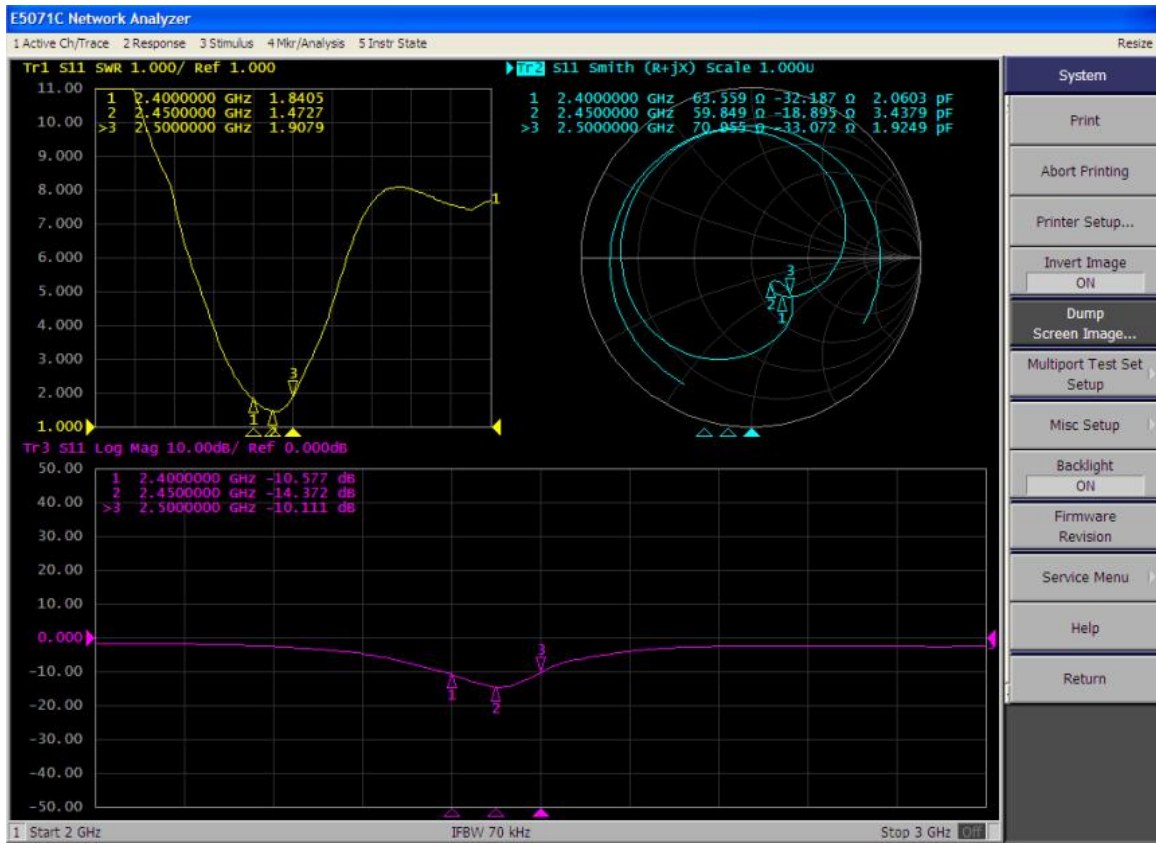 E5071C Network Analyzer
1 Active Ch/Trace 2 Response 3 Stimulus 4 Mkr/Analysis 5 Instr State Resize
Tr1 S11 SWR 1.000/ Ref 1.000
11.00
10.00
9.000
8.000
7.000
6.000
5.000
4.000
3.000
2.000
1.000
1 2.4000000 GHz 1.8405
2 2.4500000 GHz 1.4727
>3 2.5000000 GHz 1.9079
1
3
1
2
Tr2 S11 Smith (R+jX) Scale 1.000U
1 2.4000000 GHz 63.559 Ω -32.187 Ω 2.0603 pF
2 2.4500000 GHz 59.849 Ω -18.895 Ω 3.4379 pF
>3 2.5000000 GHz 70.955 Ω -33.072 Ω 1.9249 pF
3
2
1
Tr3 S11 Log Mag 10.00dB/ Ref 0.000dB
50.00
40.00
30.00
20.00
10.00
0.000
-10.00
-20.00
-30.00
-40.00
-50.00
1 2.4000000 GHz -10.577 dB
2 2.4500000 GHz -14.372 dB
>3 2.5000000 GHz -10.111 dB
3
1
2
1 Start 2 GHz IFBW 70 kHz Stop 3 GHz Off
System
Print
Abort Printing
Printer Setup...
Invert Image
ON
Dump
Screen Image...
Multiport Test Set
Setup
Misc Setup
Backlight
ON
Firmware
Revision
Service Menu
Help
Return